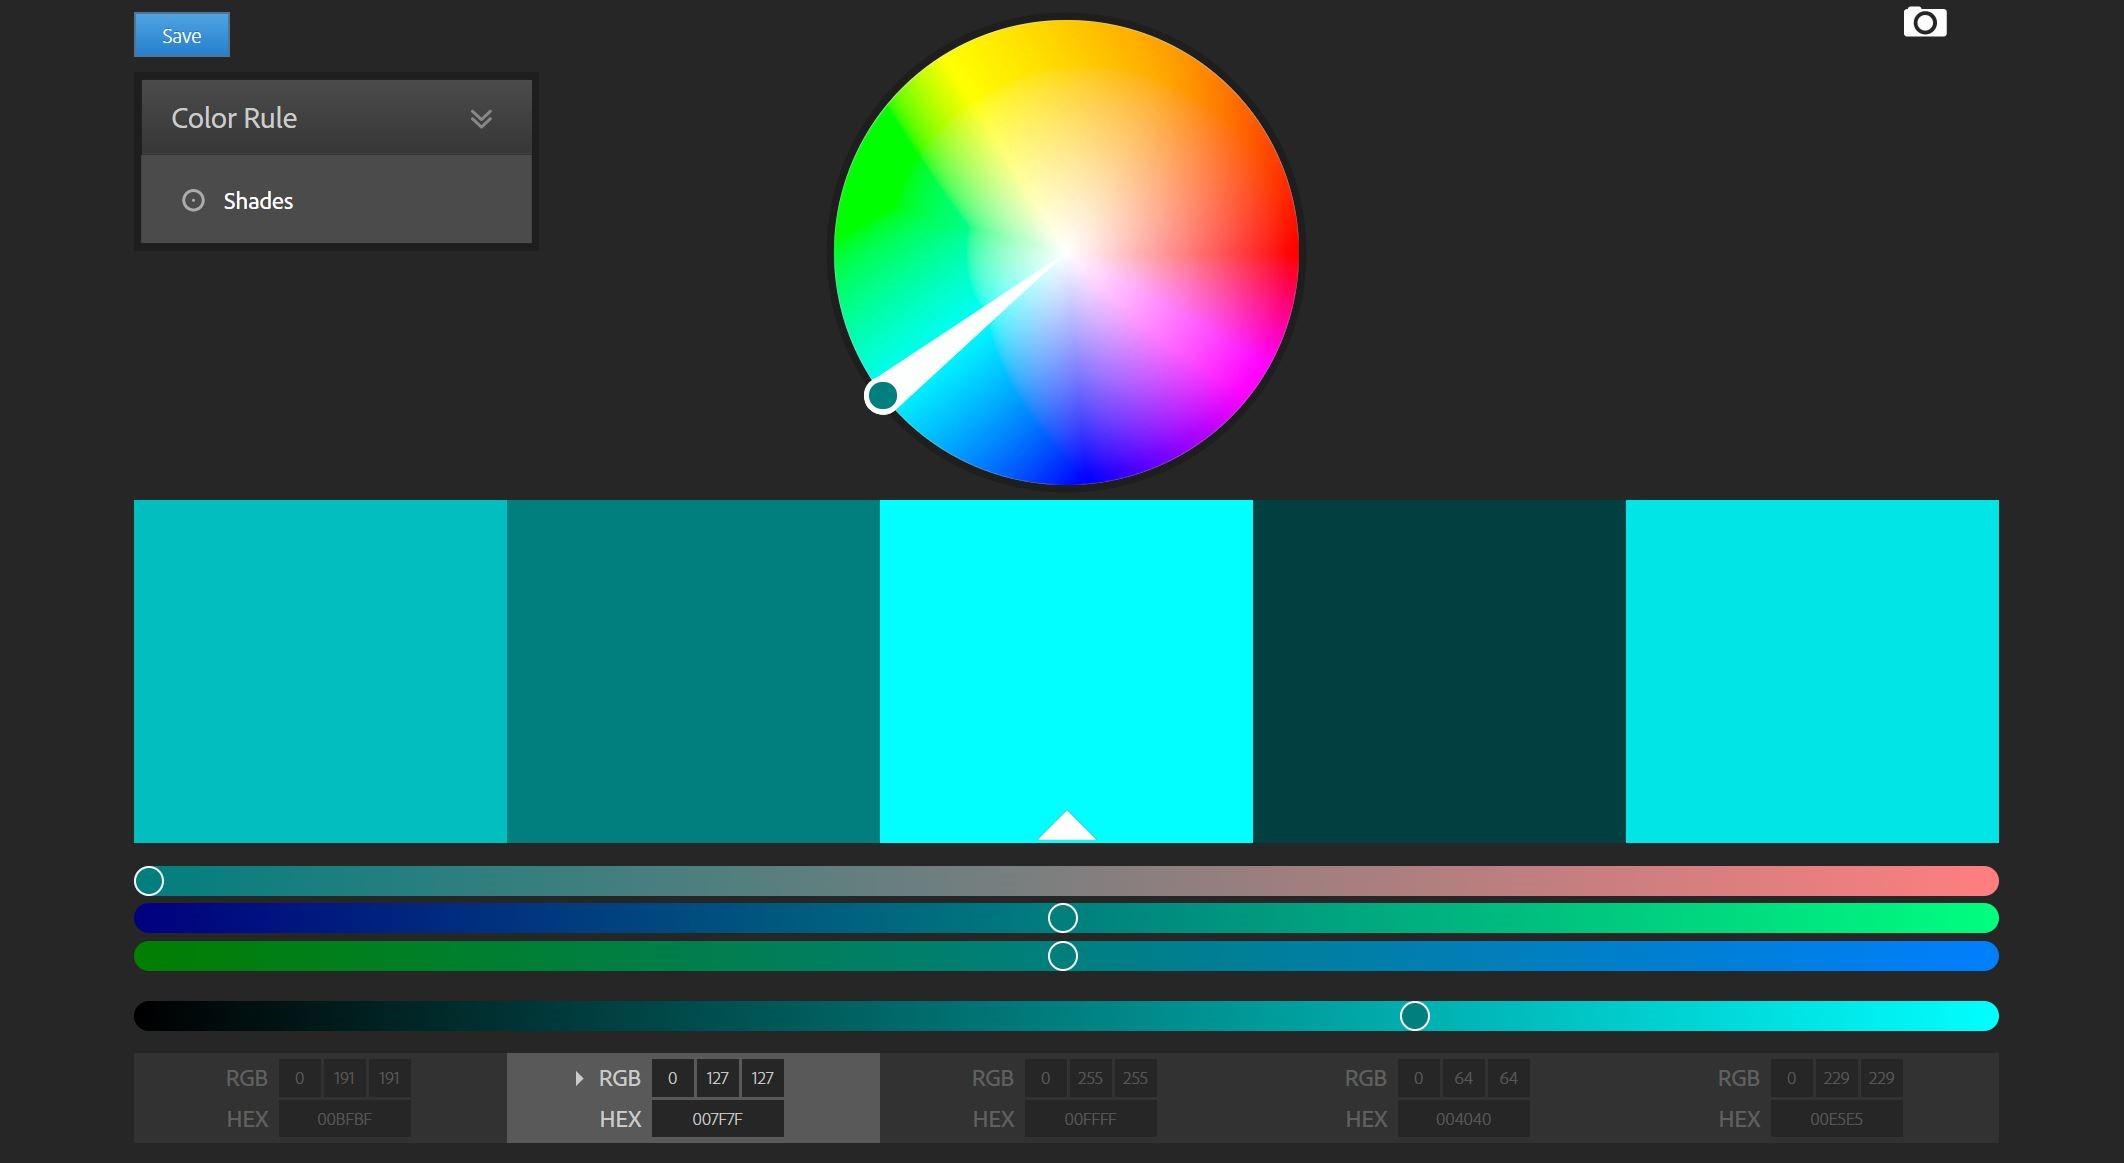 Save
Color Rule
Shades
RGB 0 191 191
HEX 00BFBF
RGB 0 127 127
HEX 007F7F
RGB 0 255 255
HEX 00FFFF
RGB 0 64 64
HEX 004040
RGB 0 229 229
HEX 00E5E5